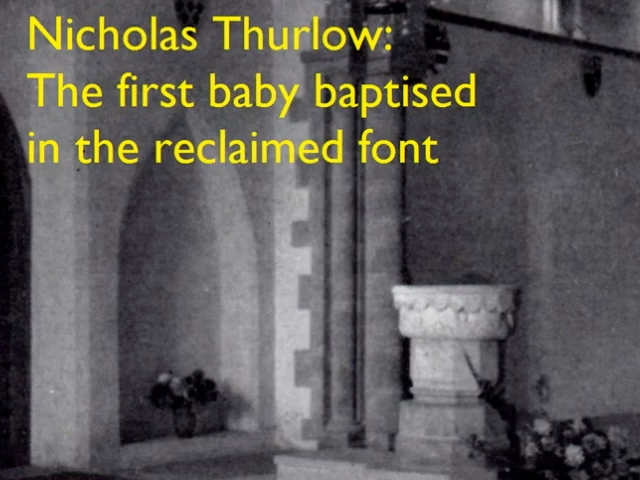 Nicholas Thurlow:
The first baby baptised
in the reclaimed font